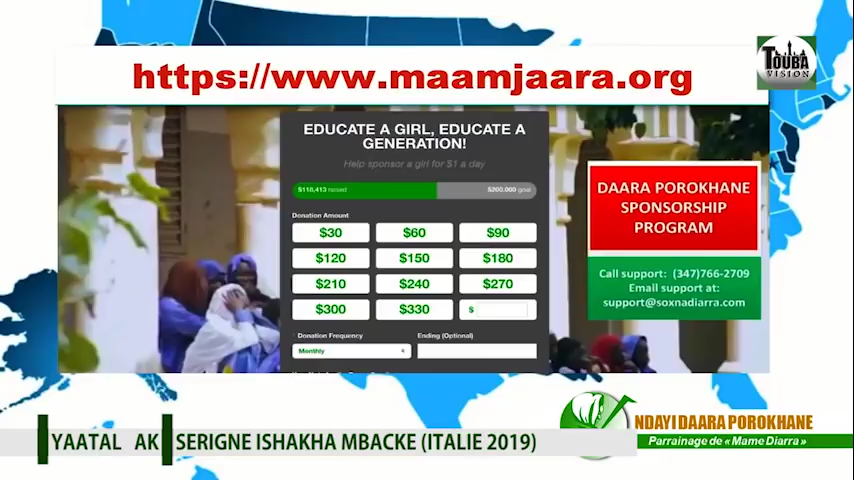 https://www.maamjaara.org
TOUBA
VISION
EDUCATE A GIRL, EDUCATE A
GENERATION!
Help sponsor a girl for $1 a day
$118,413 raised
$200.000 goal
Donation Amount
$30 $60 $90
$120 $150 $180
$210 $240 $270
$300 $330 $
Donation Frequency Ending (Optional)
Monthly
DAARA POROKHANE
SPONSORSHIP
PROGRAM
Call support: (347)766-2709
Email support at:
support@soxnadiarra.com
YAATAL AK SERIGNE ISHAKHA MBACKE (ITALIE 2019)
NDAYI DAARA POROKHANE
Parrainage de « Mame Diarra »